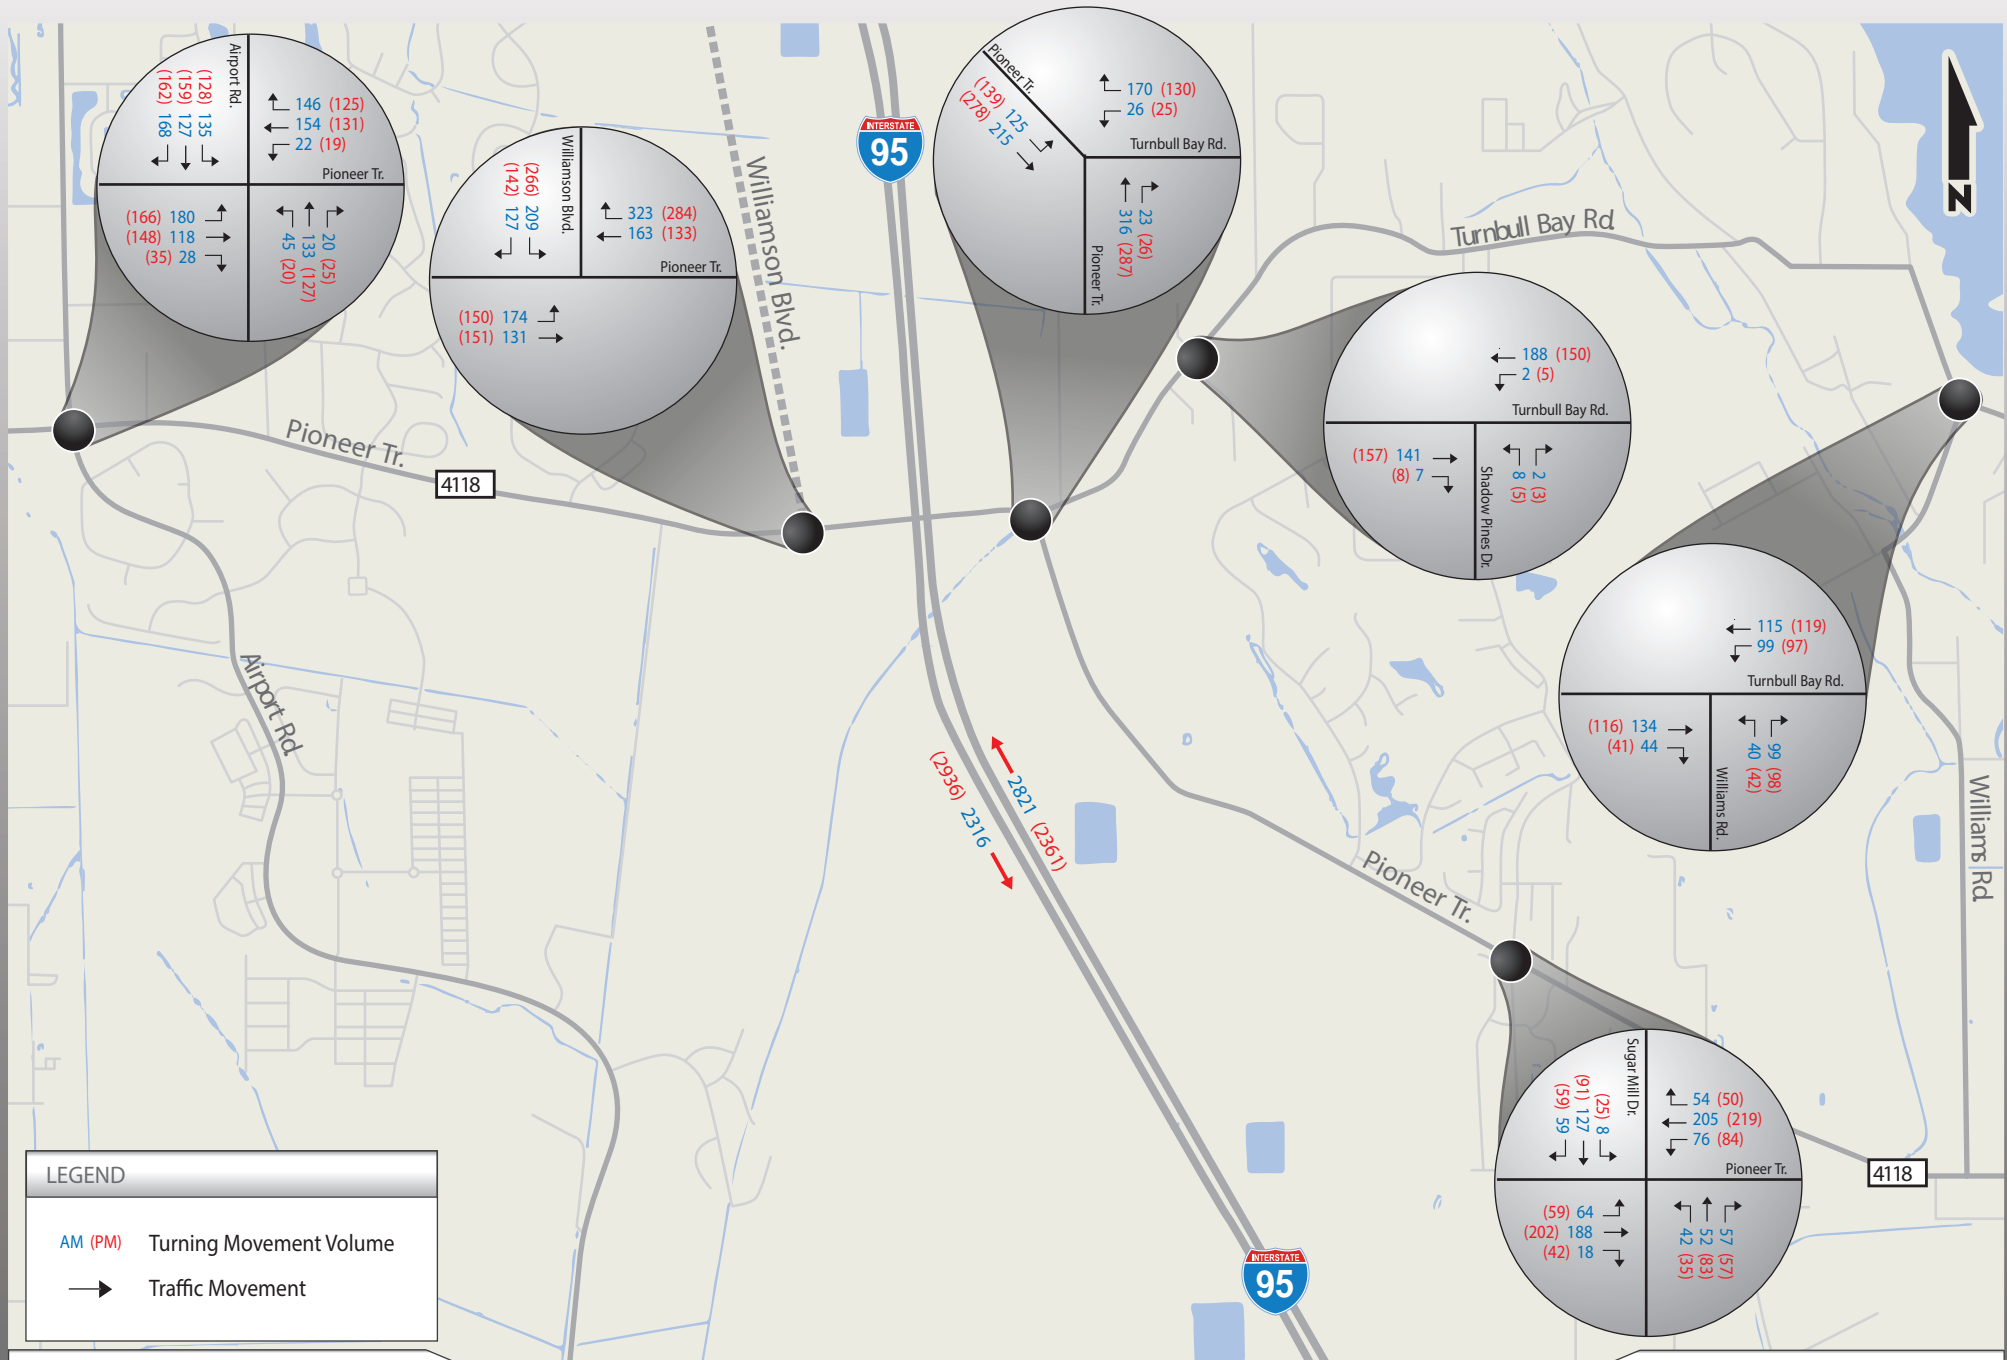 Airport Rd.
(162) 168
(159) 127
(128) 135
146 (125)
154 (131)
22 (19)
Pioneer Tr.
(166) 180
(148) 118
(35) 28
45 (20)
133 (127)
20 (25)
Williamson Blvd.
(142) 127
(266) 209
323 (284)
163 (133)
Pioneer Tr.
(150) 174
(151) 131
Williamson Blvd.
INTERSTATE
95
Pioneer Tr.
(139) 125
(278) 215
170 (130)
26 (25)
Turnbull Bay Rd.
Pioneer Tr.
316 (287)
23 (26)
N
Turnbull Bay Rd.
188 (150)
2 (5)
Turnbull Bay Rd.
(157) 141
(8) 7
Shadow Pines Dr.
8 (5)
2 (3)
Pioneer Tr.
4118
115 (119)
99 (97)
Turnbull Bay Rd.
(116) 134
(41) 44
Williams Rd.
40 (42)
99 (98)
Airport Rd.
(2936) 2316
2821 (2361)
Williams Rd.
Pioneer Tr.
Sugar Mill Dr.
(59) 59
(91) 127
(25) 8
54 (50)
205 (219)
76 (84)
Pioneer Tr.
(59) 64
(202) 188
(42) 18
42 (35)
52 (83)
57 (57)
4118
INTERSTATE
95
LEGEND
AM (PM) Turning Movement Volume
Traffic Movement